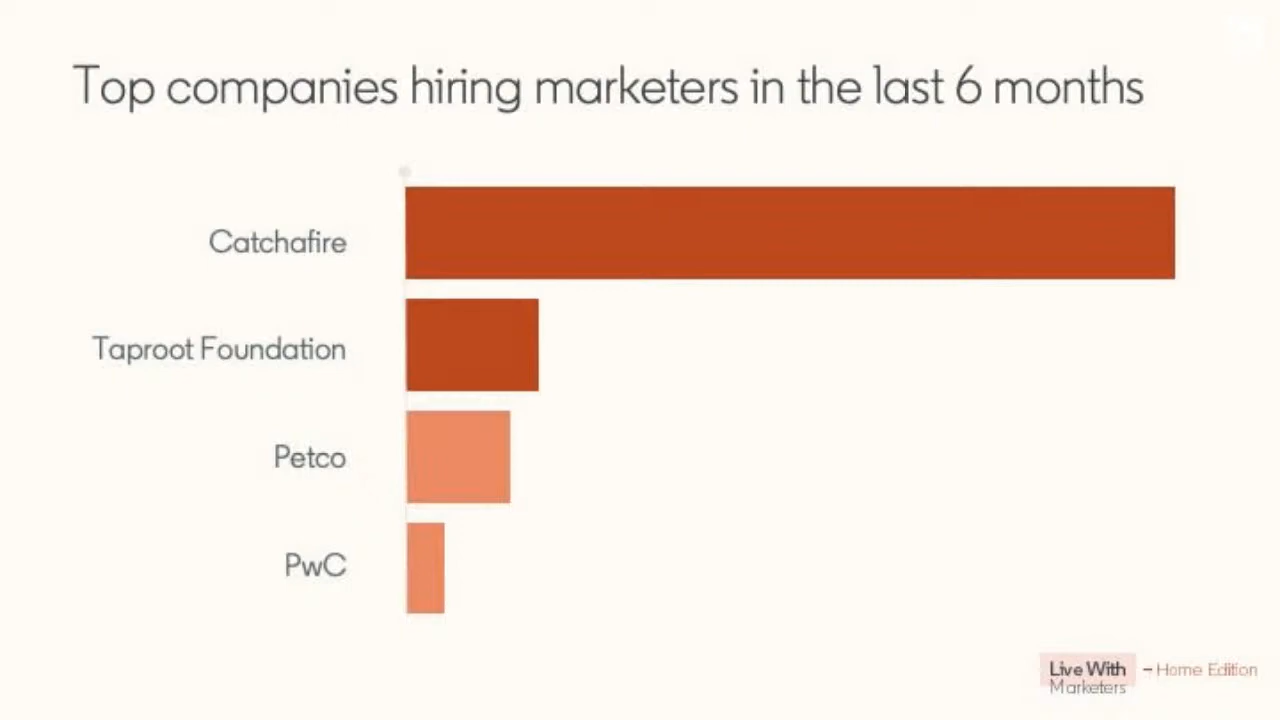 Top companies hiring marketers in the last 6 months
Catchafire
Taproot Foundation
Petco
PwC
Live With – Home Edition
Marketers